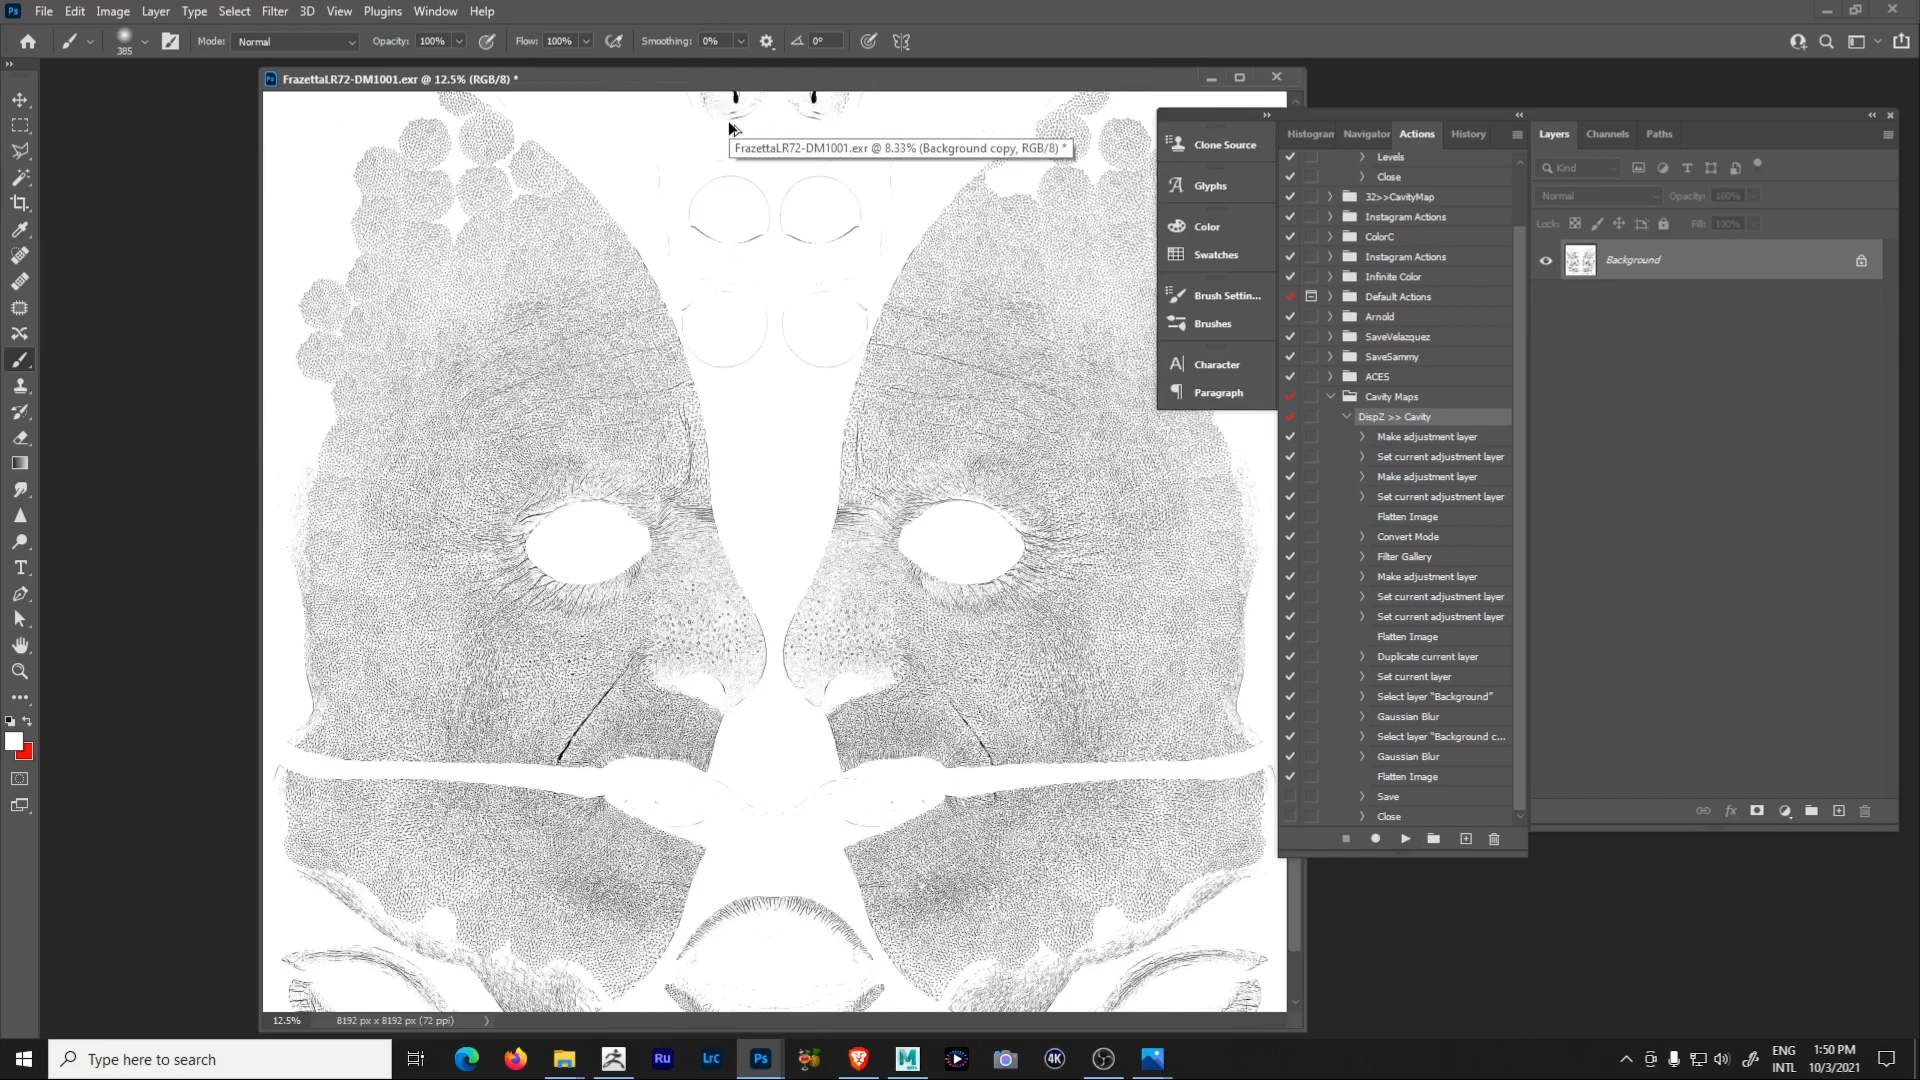 Ps File Edit Image Layer Type Select Filter 3D View Plugins Window Help
385 Mode: Normal Opacity: 100% Flow: 100% Smoothing: 0% 0°
Ps FrazettaLR72-DM1001.exr @ 12.5% (RGB/8) *
FrazettaLR72-DM1001.exr @ 8.33% (Background copy, RGB/8) *
Clone Source
Glyphs
Color
Swatches
Brush Settin...
Brushes
Character
Paragraph
Histogran Navigator Actions History
Levels
Close
32>>CavityMap
Instagram Actions
ColorC
Instagram Actions
Infinite Color
Default Actions
Arnold
SaveVelazquez
SaveSammy
ACES
Cavity Maps
DispZ >> Cavity
Make adjustment layer
Set current adjustment layer
Make adjustment layer
Set current adjustment layer
Flatten Image
Convert Mode
Filter Gallery
Make adjustment layer
Set current adjustment layer
Set current adjustment layer
Flatten Image
Duplicate current layer
Set current layer
Select layer “Background”
Gaussian Blur
Select layer “Background c...
Gaussian Blur
Flatten Image
Save
Close
Layers Channels Paths
Kind
Normal Opacity: 100%
Lock: Fill: 100%
Background
fx
12.5% 8192 px x 8192 px (72 ppi)
Type here to search
Ru Lrc Ps M 4K
ENG
INTL
1:50 PM
10/3/2021